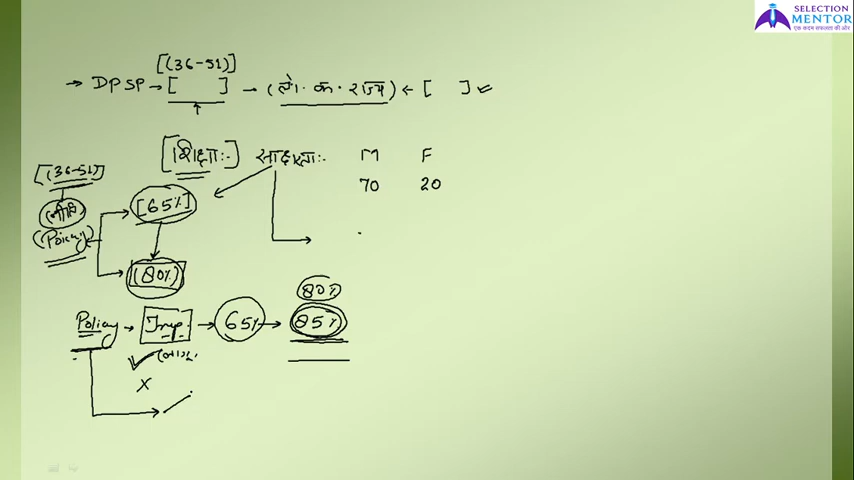 SELECTION
MENTOR
एक कदम सफलता की ओर
[(36-51)]
→ DPSP → [ ] → (लो. क. राज्य) ← [ ]
[शिक्षा:-] साक्षरता:- M F
[(36-51)]
70 20
(नीति)
[65%]
(Policy)
(80%)
80%
Policy → Imp. → 65% → 85%
X